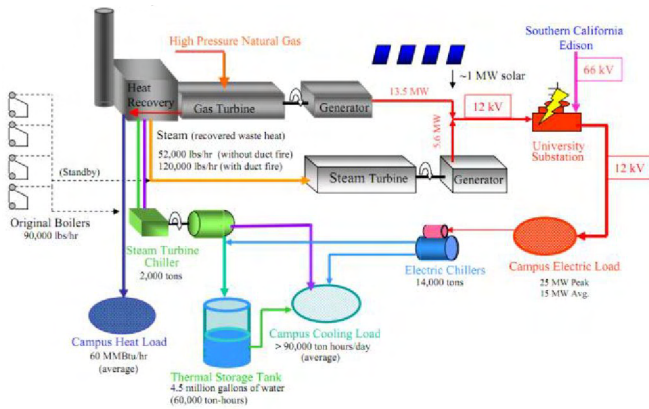 Southern California
Edison
High Pressure Natural Gas
66 kV
~1 MW solar
Heat
Recovery
Gas Turbine
Generator
13.5 MW
12 kV
5.6 MW
University
Substation
Steam (recovered waste heat)
52,000 lbs/hr (without duct fire)
120,000 lbs/hr (with duct fire)
(Standby)
Steam Turbine
Generator
12 kV
Original Boilers
90,000 lbs/hr
Steam Turbine
Chiller
2,000 tons
Electric Chillers
14,000 tons
Campus Electric Load
25 MW Peak
15 MW Avg.
Campus Heat Load
60 MMBtu/hr
(average)
Campus Cooling Load
> 90,000 ton hours/day
(average)
Thermal Storage Tank
4.5 million gallons of water
(60,000 ton-hours)